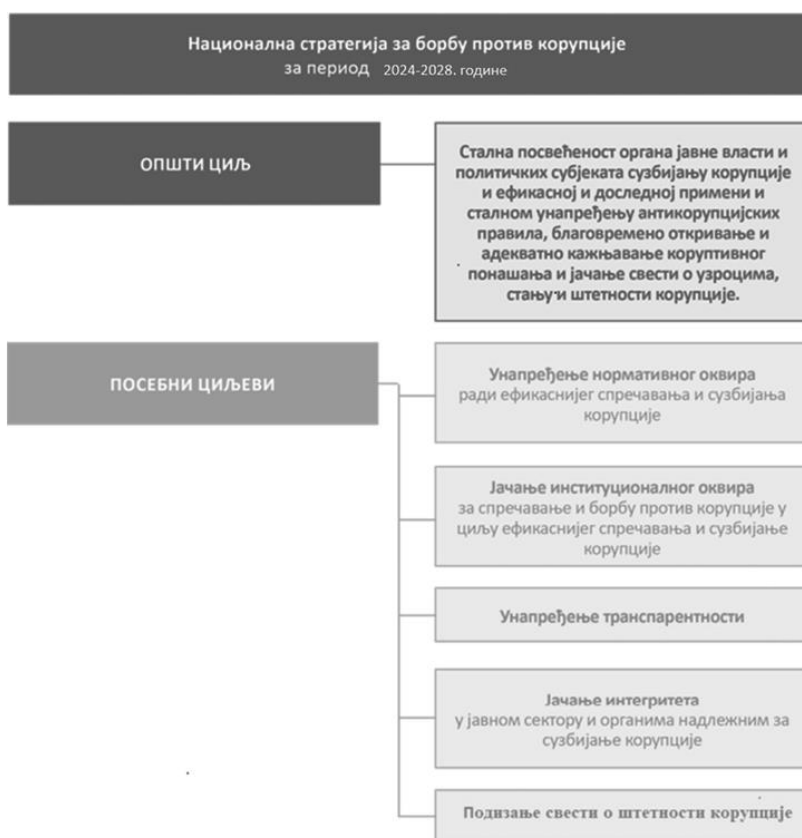 Национална стратегија за борбу против корупције
за период 2024-2028. године
ОПШТИ ЦИЉ
Стална посвећеност органа јавне власти и
политичких субјеката сузбијању корупције
и ефикасној и доследној примени и
сталном унапређењу антикорупцијских
правила, благовремено откривање и
адекватно кажњавање коруптивног
понашања и јачање свести о узроцима,
стању и штетности корупције.
ПОСЕБНИ ЦИЉЕВИ
Унапређење нормативног оквира
ради ефикаснијег спречавања и сузбијања
корупције
Јачање институционалног оквира
за спречавање и борбу против корупције у
циљу ефикаснијег спречавања и сузбијање
корупције
Унапређење транспарентности
Јачање интегритета
у јавном сектору и органима надлежним за
сузбијање корупције
Подизање свести о штетности корупције